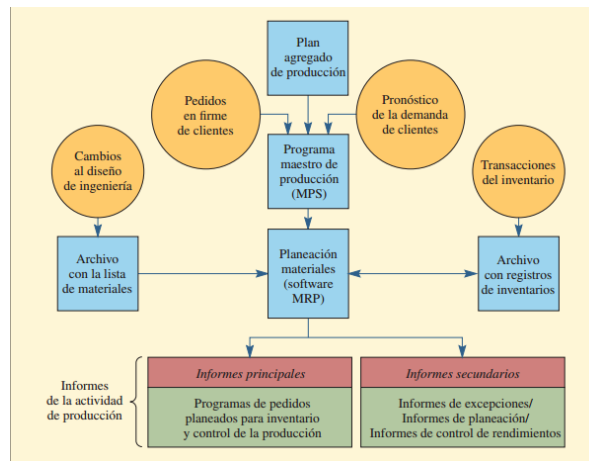 Plan
agregado
de producción
Pedidos
en firme
de clientes
Pronóstico
de la demanda
de clientes
Cambios
al diseño
de ingeniería
Programa
maestro de
producción
(MPS)
Transacciones
del inventario
Archivo
con la lista
de materiales
Planeación
materiales
(software
MRP)
Archivo
con registros
de inventarios
Informes
de la actividad
de producción
Informes principales
Programas de pedidos
planeados para inventario
y control de la producción
Informes secundarios
Informes de excepciones/
Informes de planeación/
Informes de control de rendimientos